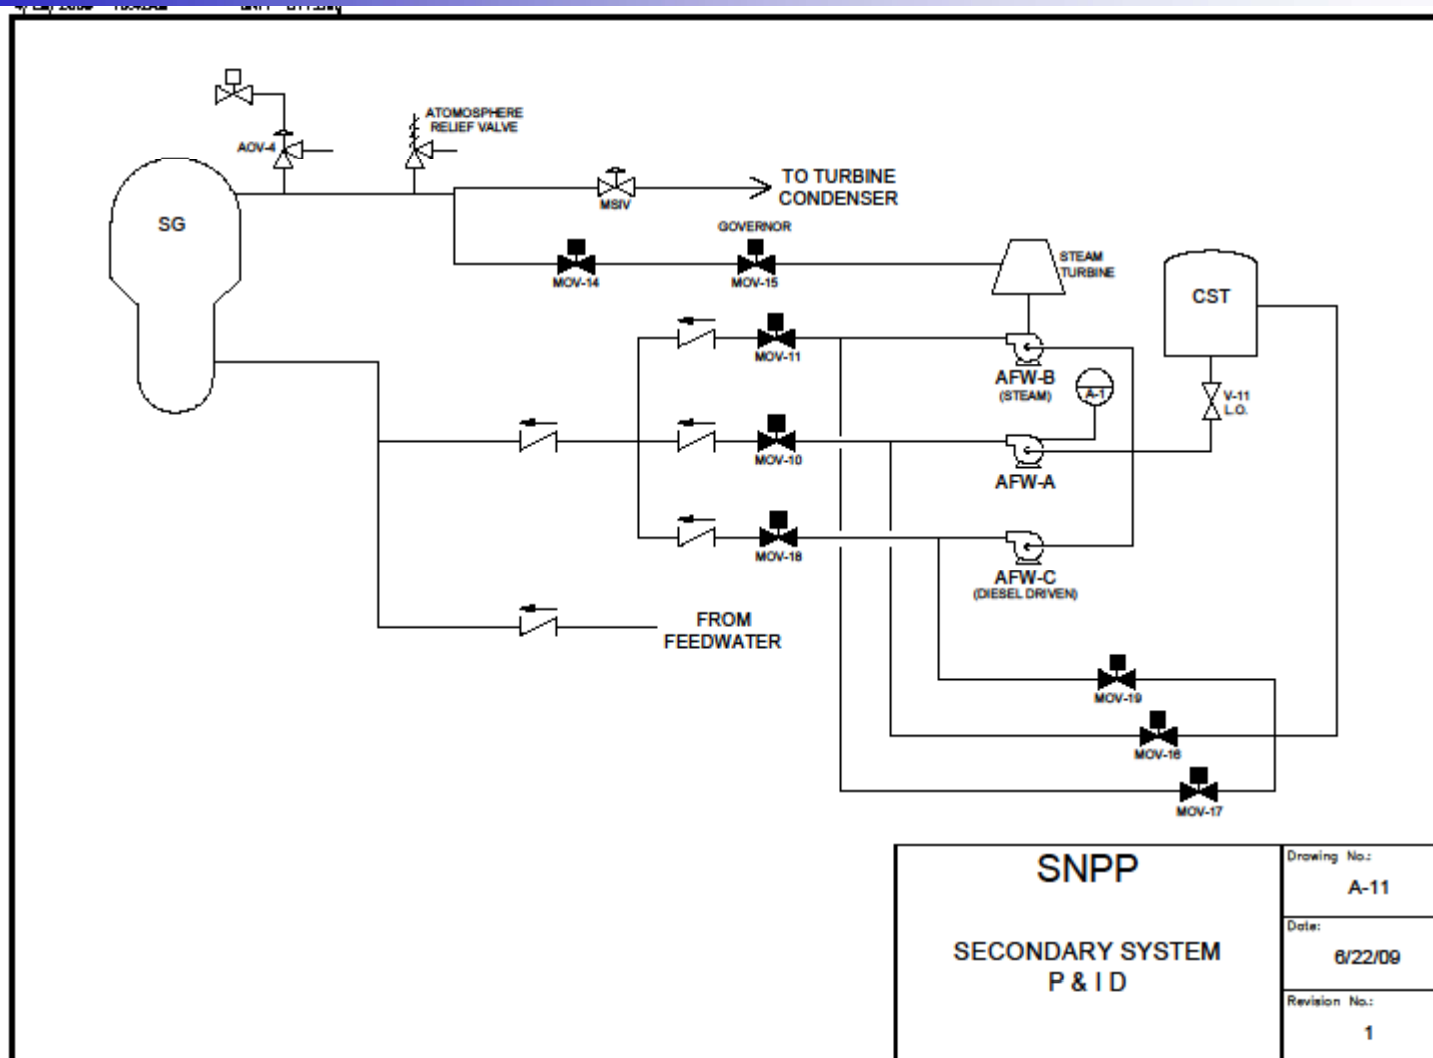 AOV-4
ATOMOSPHERE
RELIEF VALVE
SG
MSIV
TO TURBINE
CONDENSER
GOVERNOR
MOV-14
MOV-15
STEAM
TURBINE
CST
MOV-11
AFW-B
(STEAM)
A-1
V-11
L.O.
MOV-10
AFW-A
MOV-18
AFW-C
(DIESEL DRIVEN)
FROM
FEEDWATER
MOV-19
MOV-16
MOV-17
SNPP
SECONDARY SYSTEM
P & I D
Drawing No.:
A-11
Date:
6/22/09
Revision No.:
1